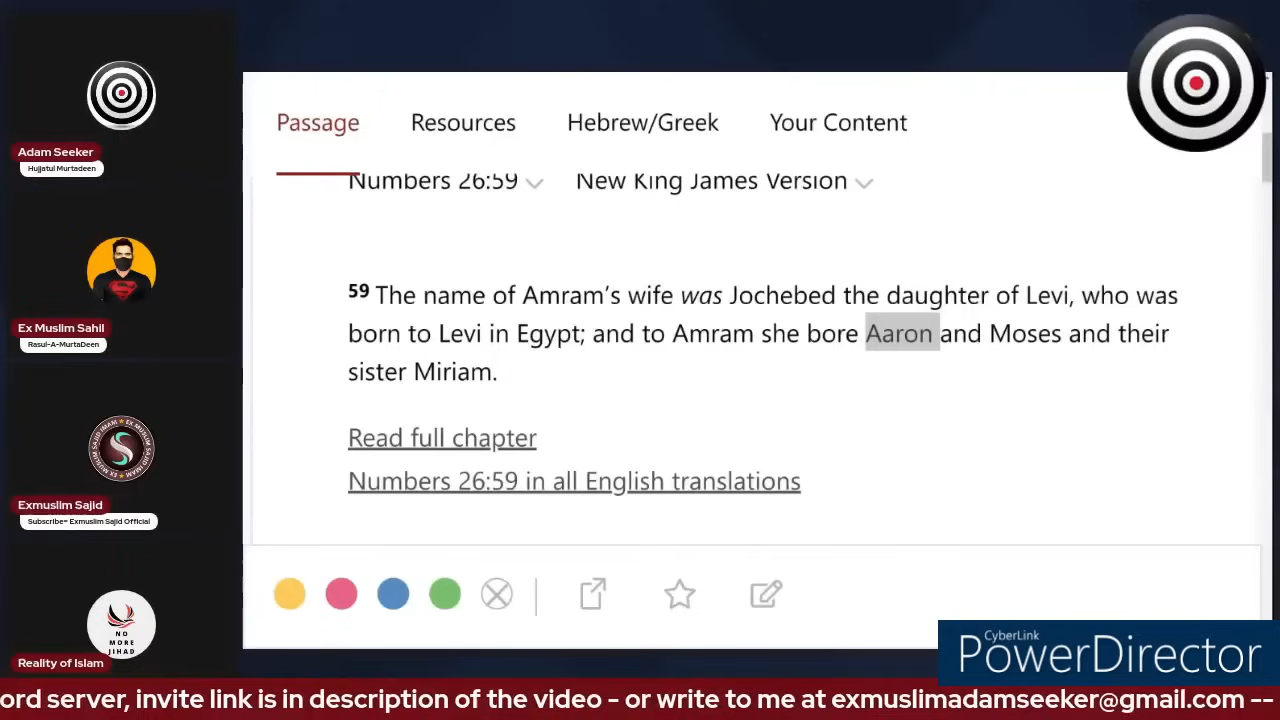 Adam Seeker
Hujjatul Murtadeen
Ex Muslim Sahil
Rasul-A-MurtaDeen
EX MUSLIM SAJID IMAM
Exmuslim Sajid
Subscribe= Exmuslim Sajid Official
NO
MORE
JIHAD
Reality of Islam
Passage Resources Hebrew/Greek Your Content
Numbers 26:59 New King James Version
59 The name of Amram’s wife was Jochebed the daughter of Levi, who was
born to Levi in Egypt; and to Amram she bore Aaron and Moses and their
sister Miriam.
Read full chapter
Numbers 26:59 in all English translations
CyberLink
PowerDirector
ord server, invite link is in description of the video - or write to me at exmuslimadamseeker@gmail.com --